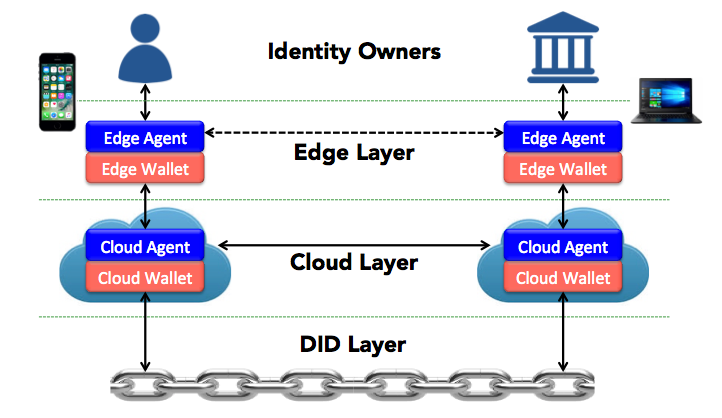 Identity Owners
Edge Agent
Edge Wallet
Edge Layer
Edge Agent
Edge Wallet
Cloud Agent
Cloud Wallet
Cloud Layer
Cloud Agent
Cloud Wallet
DID Layer